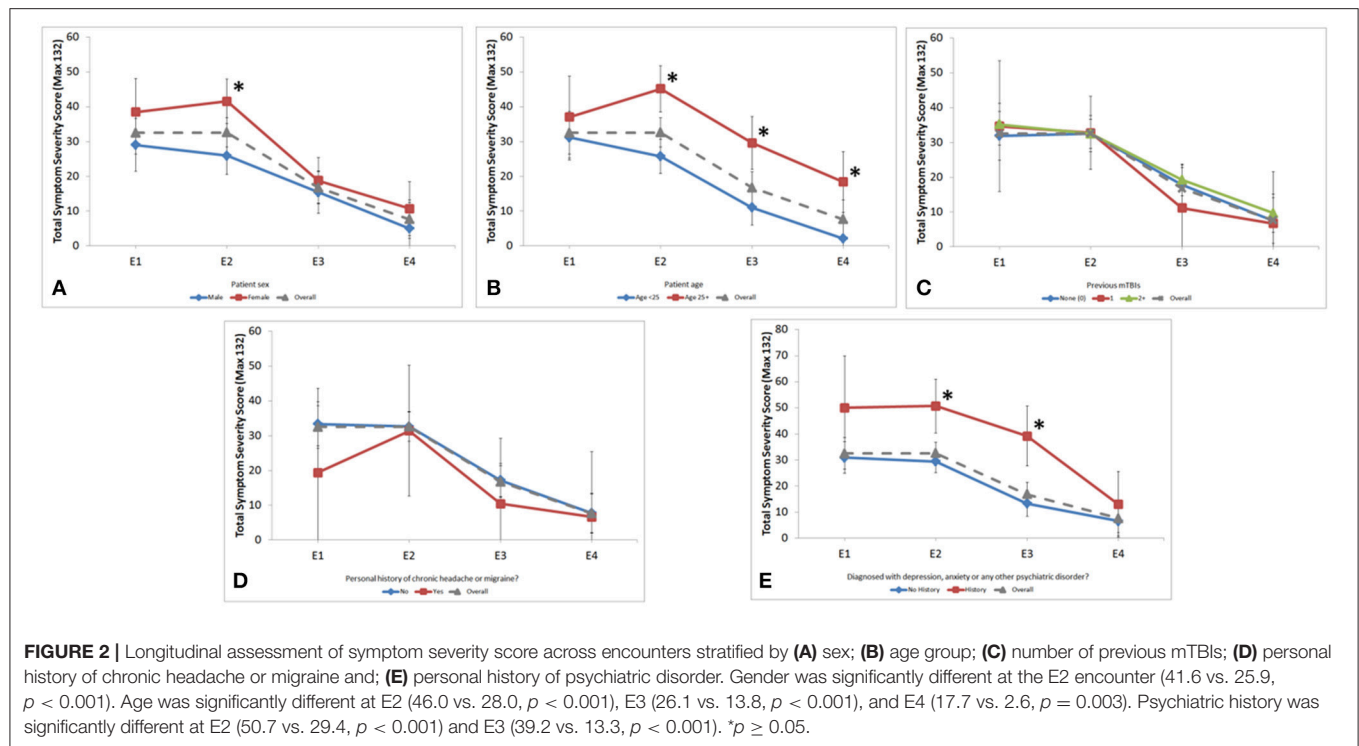 60
50
40
30
20
10
0
Total Symptom Severity Score (Max 132)
*
E1 E2 E3 E4
Patient sex
A
Male Female Overall
60
50
40
30
20
10
0
Total Symptom Severity Score (Max 132)
* * *
E1 E2 E3 E4
Patient age
B
Age <25 Age 25+ Overall
60
50
40
30
20
10
0
Total Symptom Severity Score (Max 132)
E1 E2 E3 E4
Previous mTBIs
C
None (0) 1 2+ Overall
60
50
40
30
20
10
0
Total Symptom Severity Score (Max 132)
E1 E2 E3 E4
Personal history of chronic headache or migraine?
D
No Yes Overall
80
70
60
50
40
30
20
10
0
Total Symptom Severity Score (Max 132)
* *
E1 E2 E3 E4
Diagnosed with depression, anxiety or any other psychiatric disorder?
E
No History History Overall
FIGURE 2 | Longitudinal assessment of symptom severity score across encounters stratified by (A) sex; (B) age group; (C) number of previous mTBIs; (D) personal
history of chronic headache or migraine and; (E) personal history of psychiatric disorder. Gender was significantly different at the E2 encounter (41.6 vs. 25.9,
p < 0.001). Age was significantly different at E2 (46.0 vs. 28.0, p < 0.001), E3 (26.1 vs. 13.8, p < 0.001), and E4 (17.7 vs. 2.6, p = 0.003). Psychiatric history was
significantly different at E2 (50.7 vs. 29.4, p < 0.001) and E3 (39.2 vs. 13.3, p < 0.001). *p ≥ 0.05.